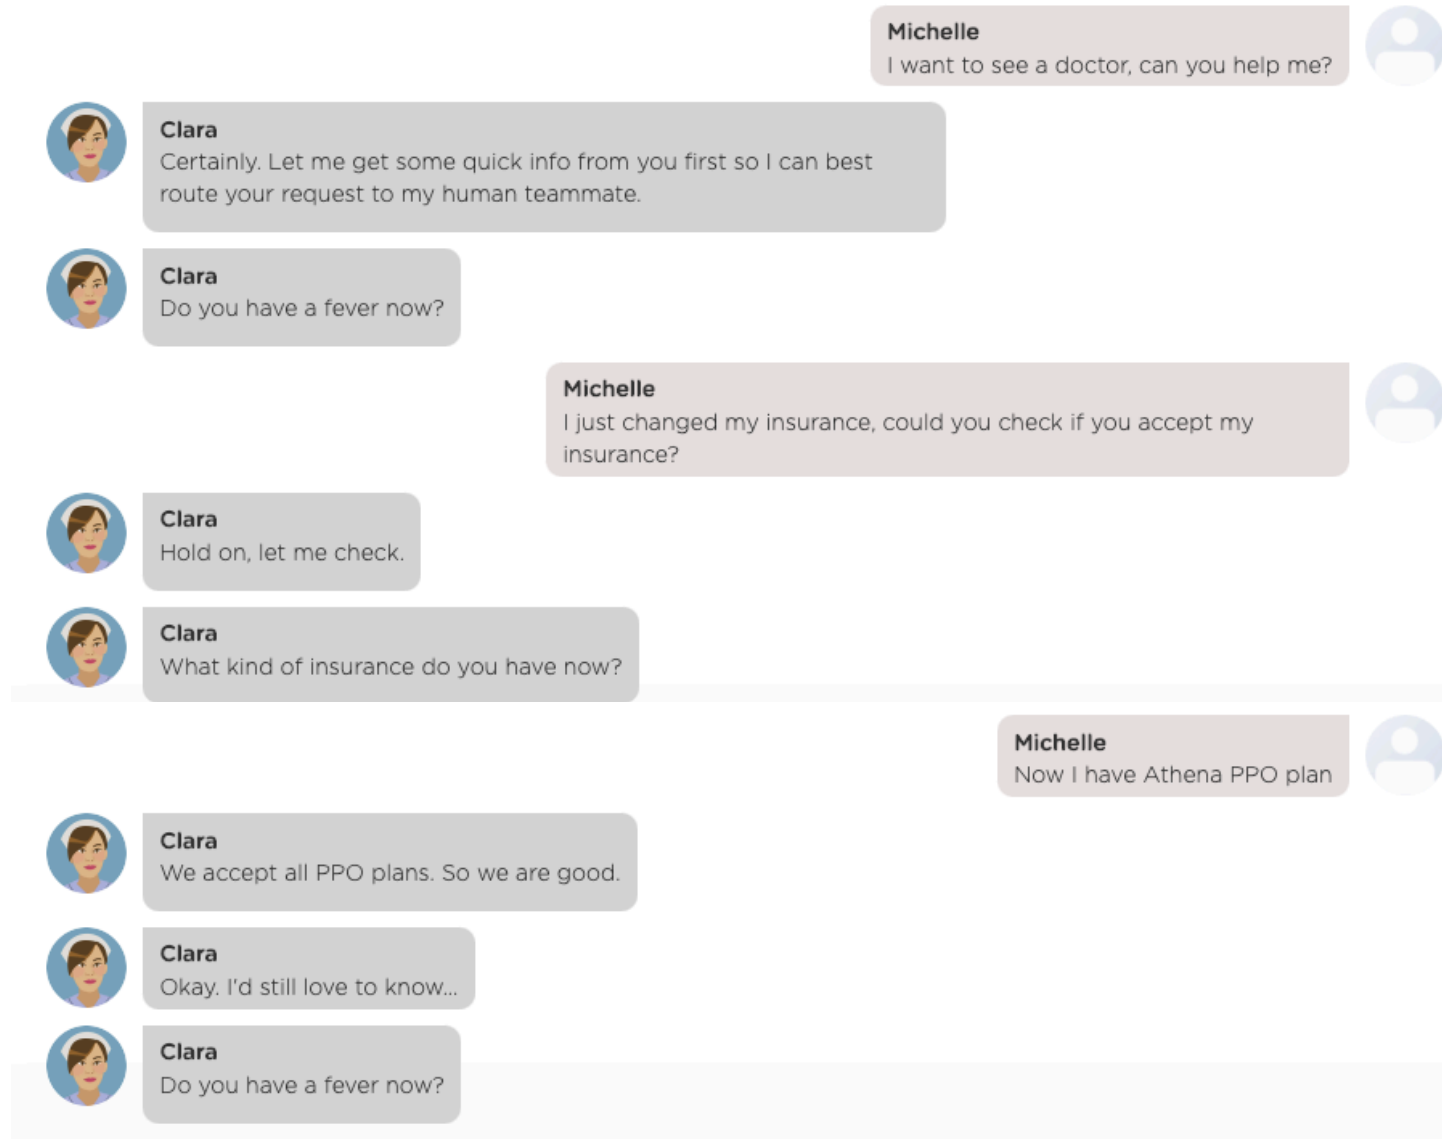 Michelle
I want to see a doctor, can you help me?
Clara
Certainly. Let me get some quick info from you first so I can best
route your request to my human teammate.
Clara
Do you have a fever now?
Michelle
I just changed my insurance, could you check if you accept my
insurance?
Clara
Hold on, let me check.
Clara
What kind of insurance do you have now?
Michelle
Now I have Athena PPO plan
Clara
We accept all PPO plans. So we are good.
Clara
Okay. I'd still love to know...
Clara
Do you have a fever now?